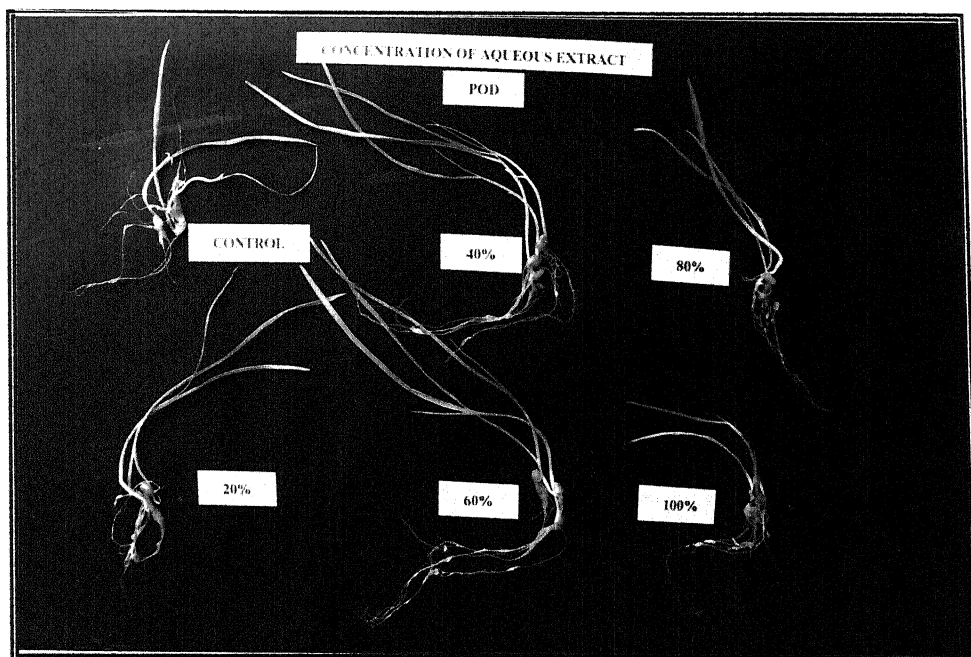 CONCENTRATION OF AQUEOUS EXTRACT
POD
CONTROL
40%
80%
20%
60%
100%